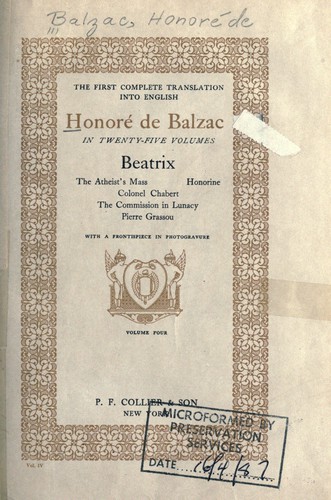 Balzac, Honoré de
THE FIRST COMPLETE TRANSLATION
INTO ENGLISH
Honoré de Balzac
IN TWENTY-FIVE VOLUMES
Beatrix
The Atheist's Mass Honorine
Colonel Chabert
The Commission in Lunacy
Pierre Grassou
WITH A FRONTISPIECE IN PHOTOGRAVURE
VOLUME FOUR
P. F. COLLIER & SON
NEW YORK
MICROFORMED BY
PRESERVATION
SERVICES
DATE
Vol. IV